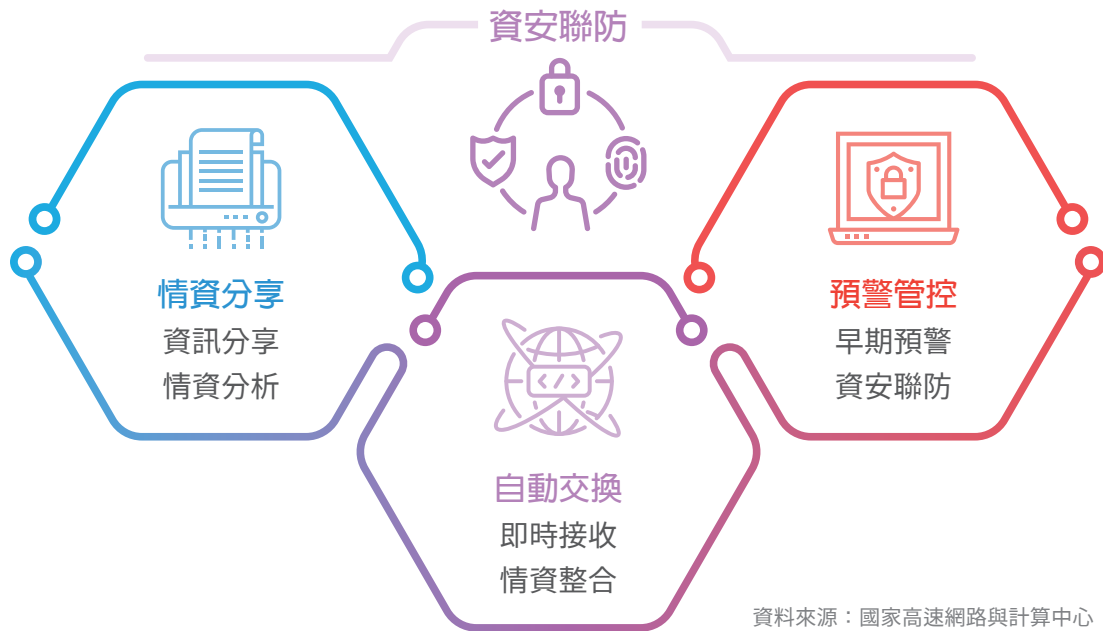 資安聯防
情資分享
資訊分享
情資分析
自動交換
即時接收
情資整合
預警管控
早期預警
資安聯防
資料來源：國家高速網路與計算中心